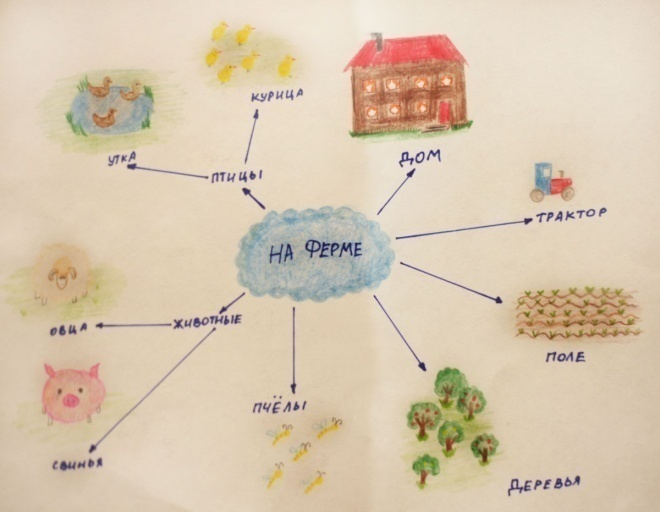 КУРИЦА
УТКА
ПТИЦЫ
ДОМ
ТРАКТОР
НА ФЕРМЕ
ОВЦА
ЖИВОТНЫЕ
ПОЛЕ
ПЧЁЛЫ
СВИНЬЯ
ДЕРЕВЬЯ